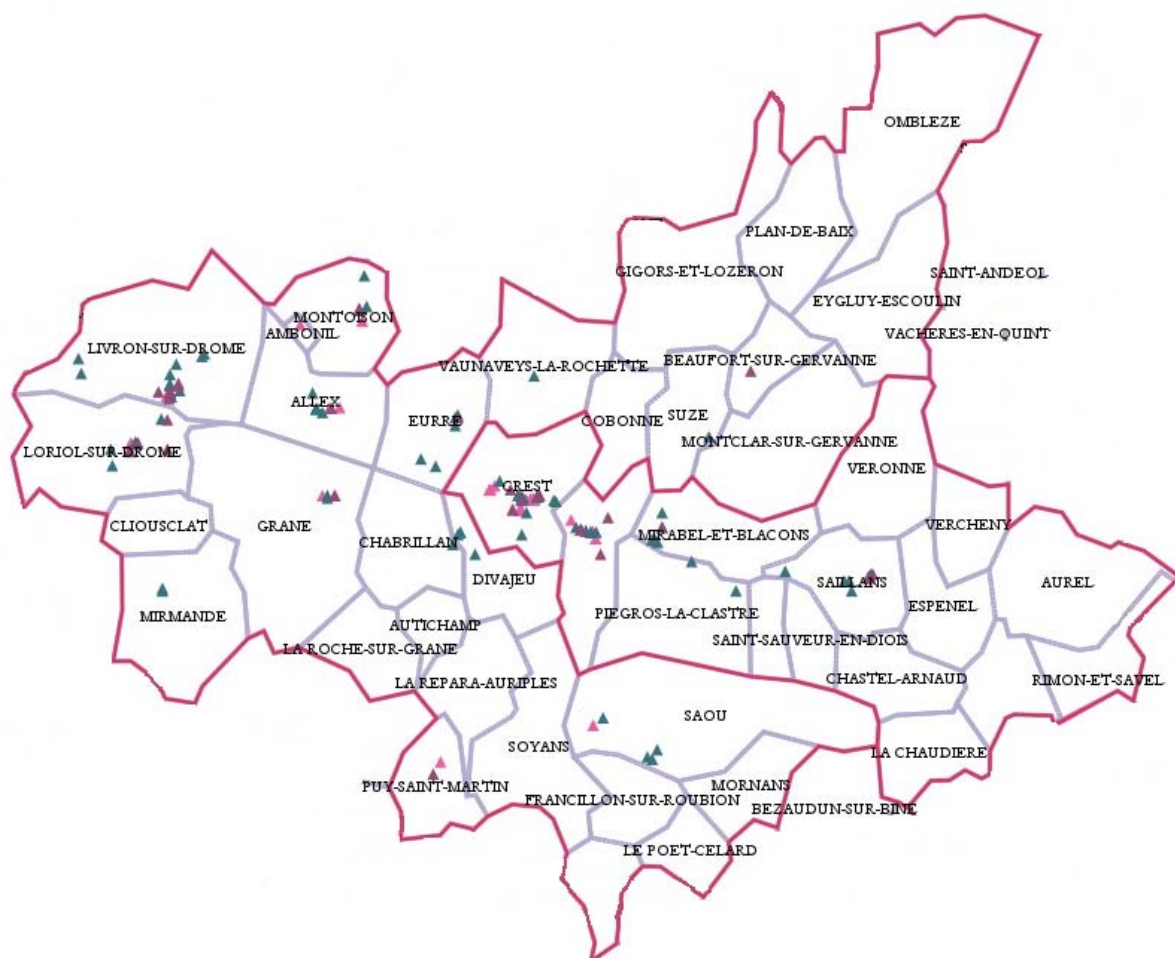 OMBLEZE
PLAN-DE-BAIX
GIGORS-ET-LOZERON
SAINT-ANDEOL
EYGLUY-ESCOULIN
MONTOISON
AMBONIL
VACHERES-EN-QUINT
LIVRON-SUR-DROME
VAUNAVEYS-LA-ROCHETTE
BEAUFORT-SUR-GERVANNE
ALLEX
EURRE
COBONNE
SUZE
MONTCLAR-SUR-GERVANNE
LORIOL-SUR-DROME
VERONNE
CREST
CLIOUSCLAT
GRANE
VERCHENY
MIRABEL-ET-BLACONS
CHABRILLAN
DIVAJEU
SAILLANS
AUREL
ESPENEL
MIRMANDE
PIEGROS-LA-CLASTRE
AUTICHAMP
SAINT-SAUVEUR-EN-DIOIS
LA ROCHE-SUR-GRANE
LA REPARA-AURIPLES
CHASTEL-ARNAUD
RIMON-ET-SAVEL
SAOU
SOYANS
LA CHAUDIERE
PUY-SAINT-MARTIN
MORNANS
FRANCILLON-SUR-ROUBION
BEZAUDUN-SUR-BINE
LE POET-CELARD